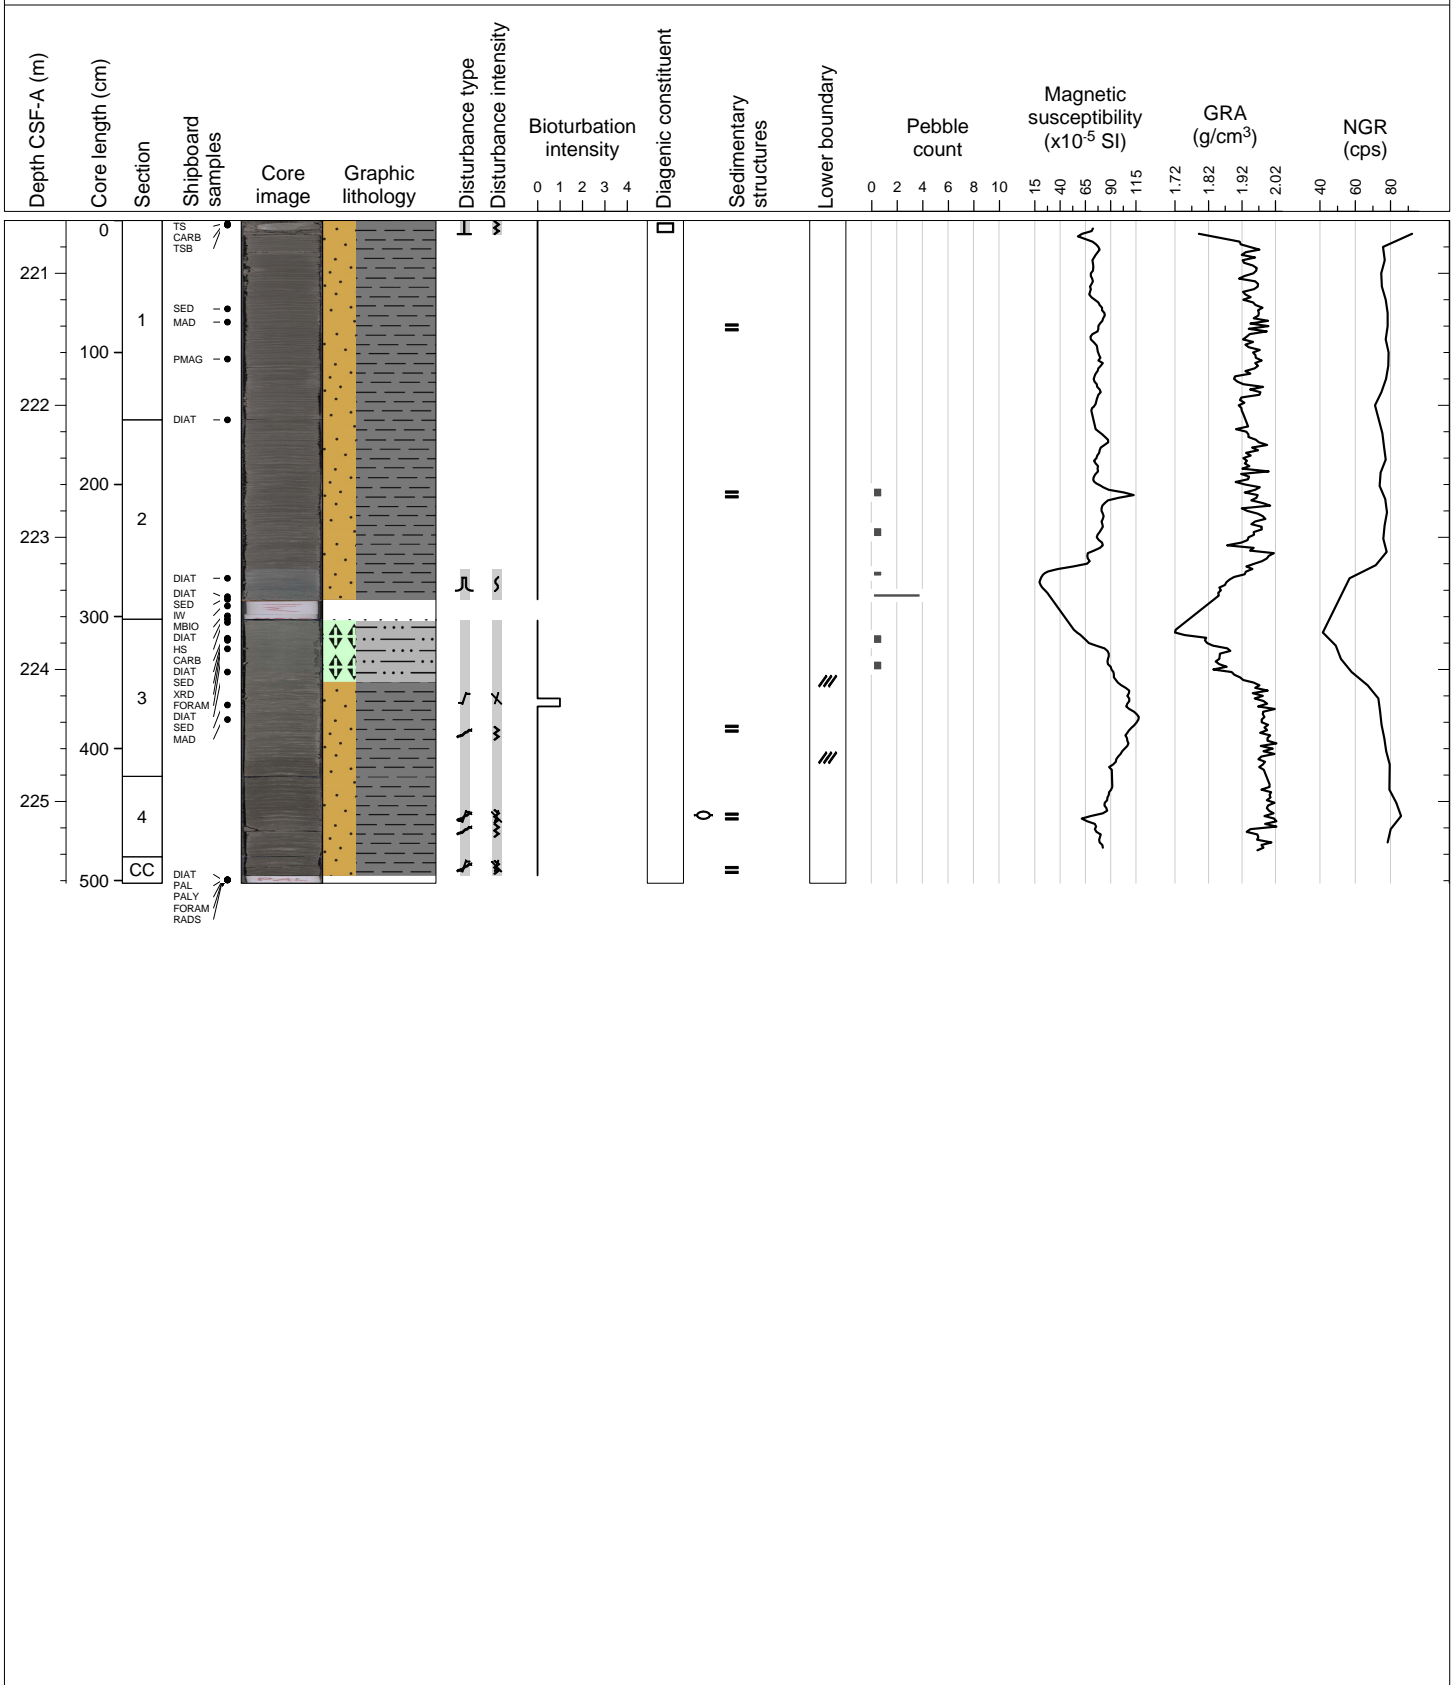 Depth CSF-A (m)
Core length (cm)
Section
Shipboard
samples
Core
image
Graphic
lithology
Disturbance type
Disturbance intensity
Bioturbation
intensity
0 1 2 3 4
Diagenic constituent
Sedimentary
structures
Lower boundary
Pebble
count
0 2 4 6 8 10
Magnetic
susceptibility
(x10-5 SI)
15 40 65 90 115
GRA
(g/cm3)
1.72 1.82 1.92 2.02
NGR
(cps)
40 60 80
221
222
223
224
225
0
100
200
300
400
500
1
2
3
4
CC
TS
CARB
TSB
SED
MAD
PMAG
DIAT
DIAT
DIAT
SED
IW
MBIO
DIAT
HS
CARB
DIAT
SED
XRD
FORAM
DIAT
SED
MAD
DIAT
PAL
PALY
FORAM
RADS